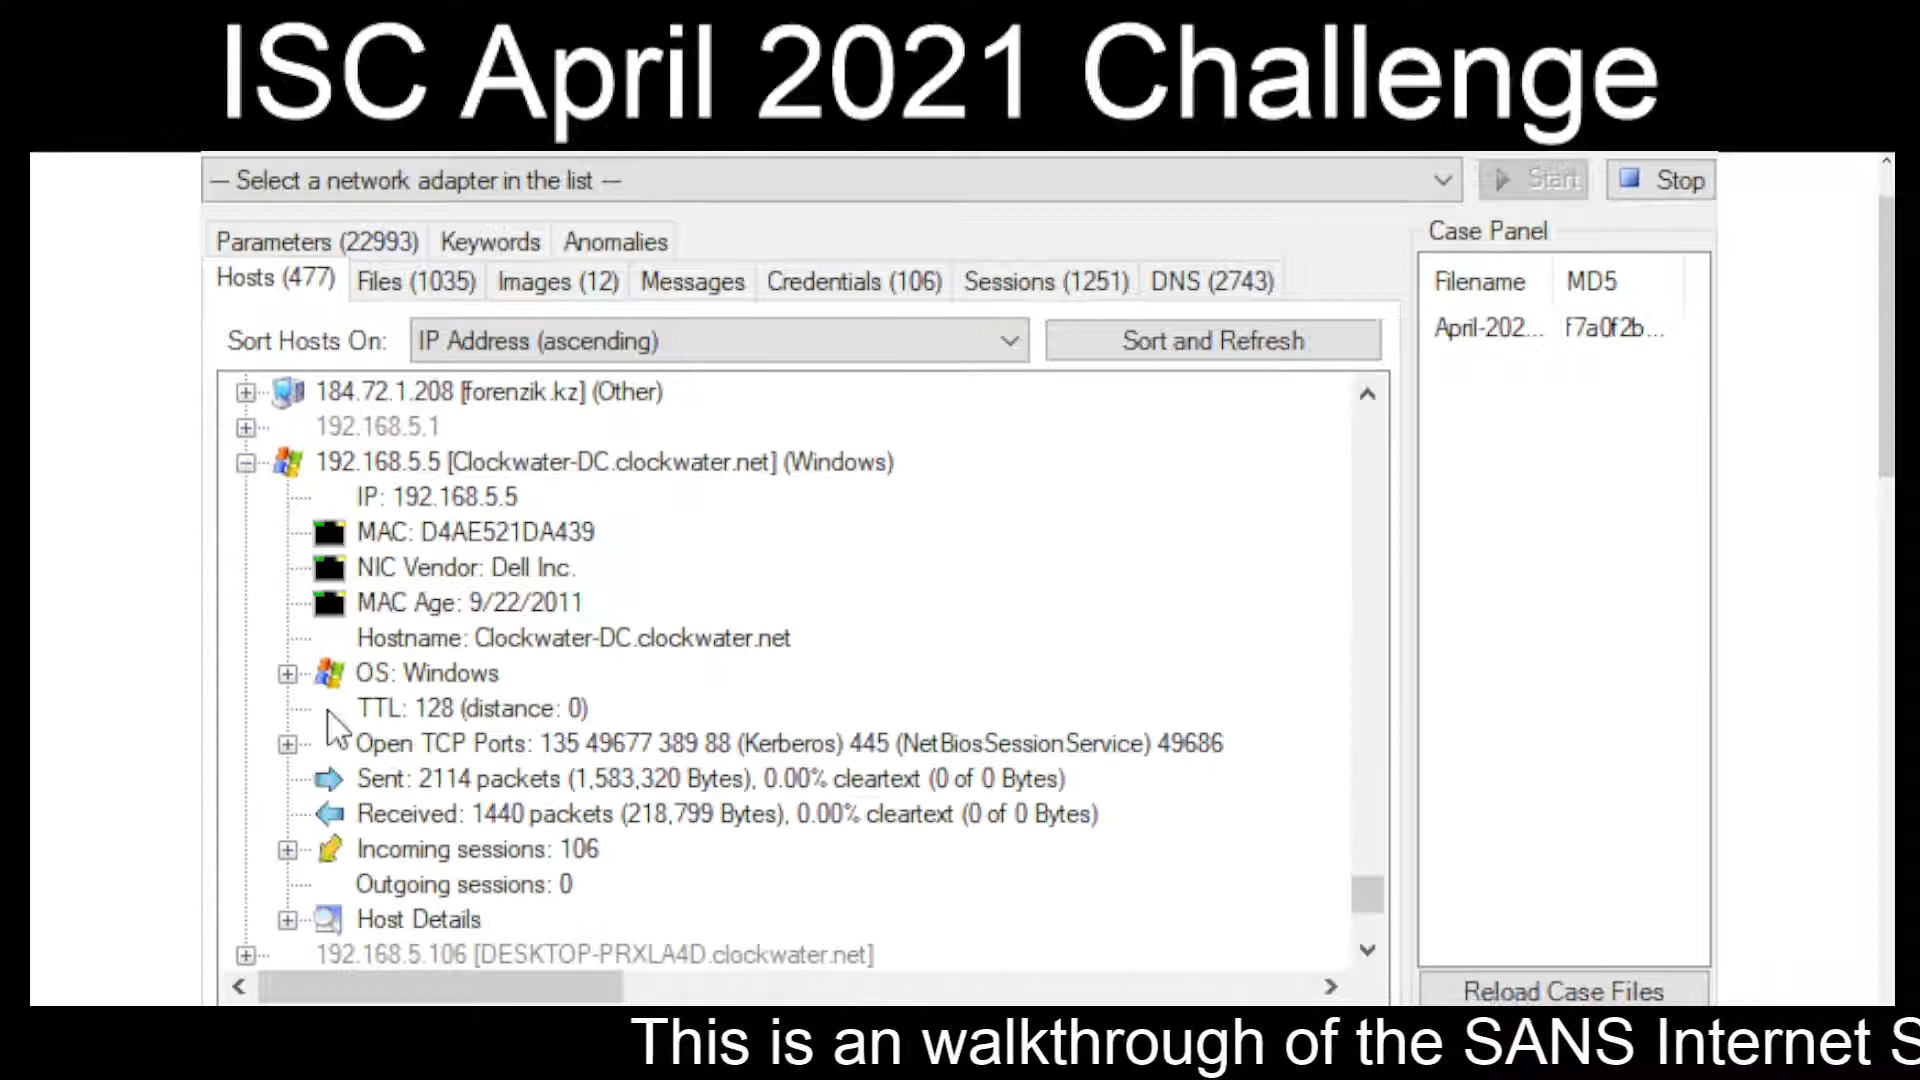 ISC April 2021 Challenge
--- Select a network adapter in the list ---
Start
Stop
Parameters (22993) Keywords Anomalies
Hosts (477) Files (1035) Images (12) Messages Credentials (106) Sessions (1251) DNS (2743)
Sort Hosts On: IP Address (ascending) Sort and Refresh
184.72.1.208 [forenzik.kz] (Other)
192.168.5.1
192.168.5.5 [Clockwater-DC.clockwater.net] (Windows)
IP: 192.168.5.5
MAC: D4AE521DA439
NIC Vendor: Dell Inc.
MAC Age: 9/22/2011
Hostname: Clockwater-DC.clockwater.net
OS: Windows
TTL: 128 (distance: 0)
Open TCP Ports: 135 49677 389 88 (Kerberos) 445 (NetBiosSessionService) 49686
Sent: 2114 packets (1,583,320 Bytes), 0.00% cleartext (0 of 0 Bytes)
Received: 1440 packets (218,799 Bytes), 0.00% cleartext (0 of 0 Bytes)
Incoming sessions: 106
Outgoing sessions: 0
Host Details
192.168.5.106 [DESKTOP-PRXLA4D.clockwater.net]
Case Panel
Filename MD5
April-202... f7a0f2b...
Reload Case Files
This is an walkthrough of the SANS Internet S